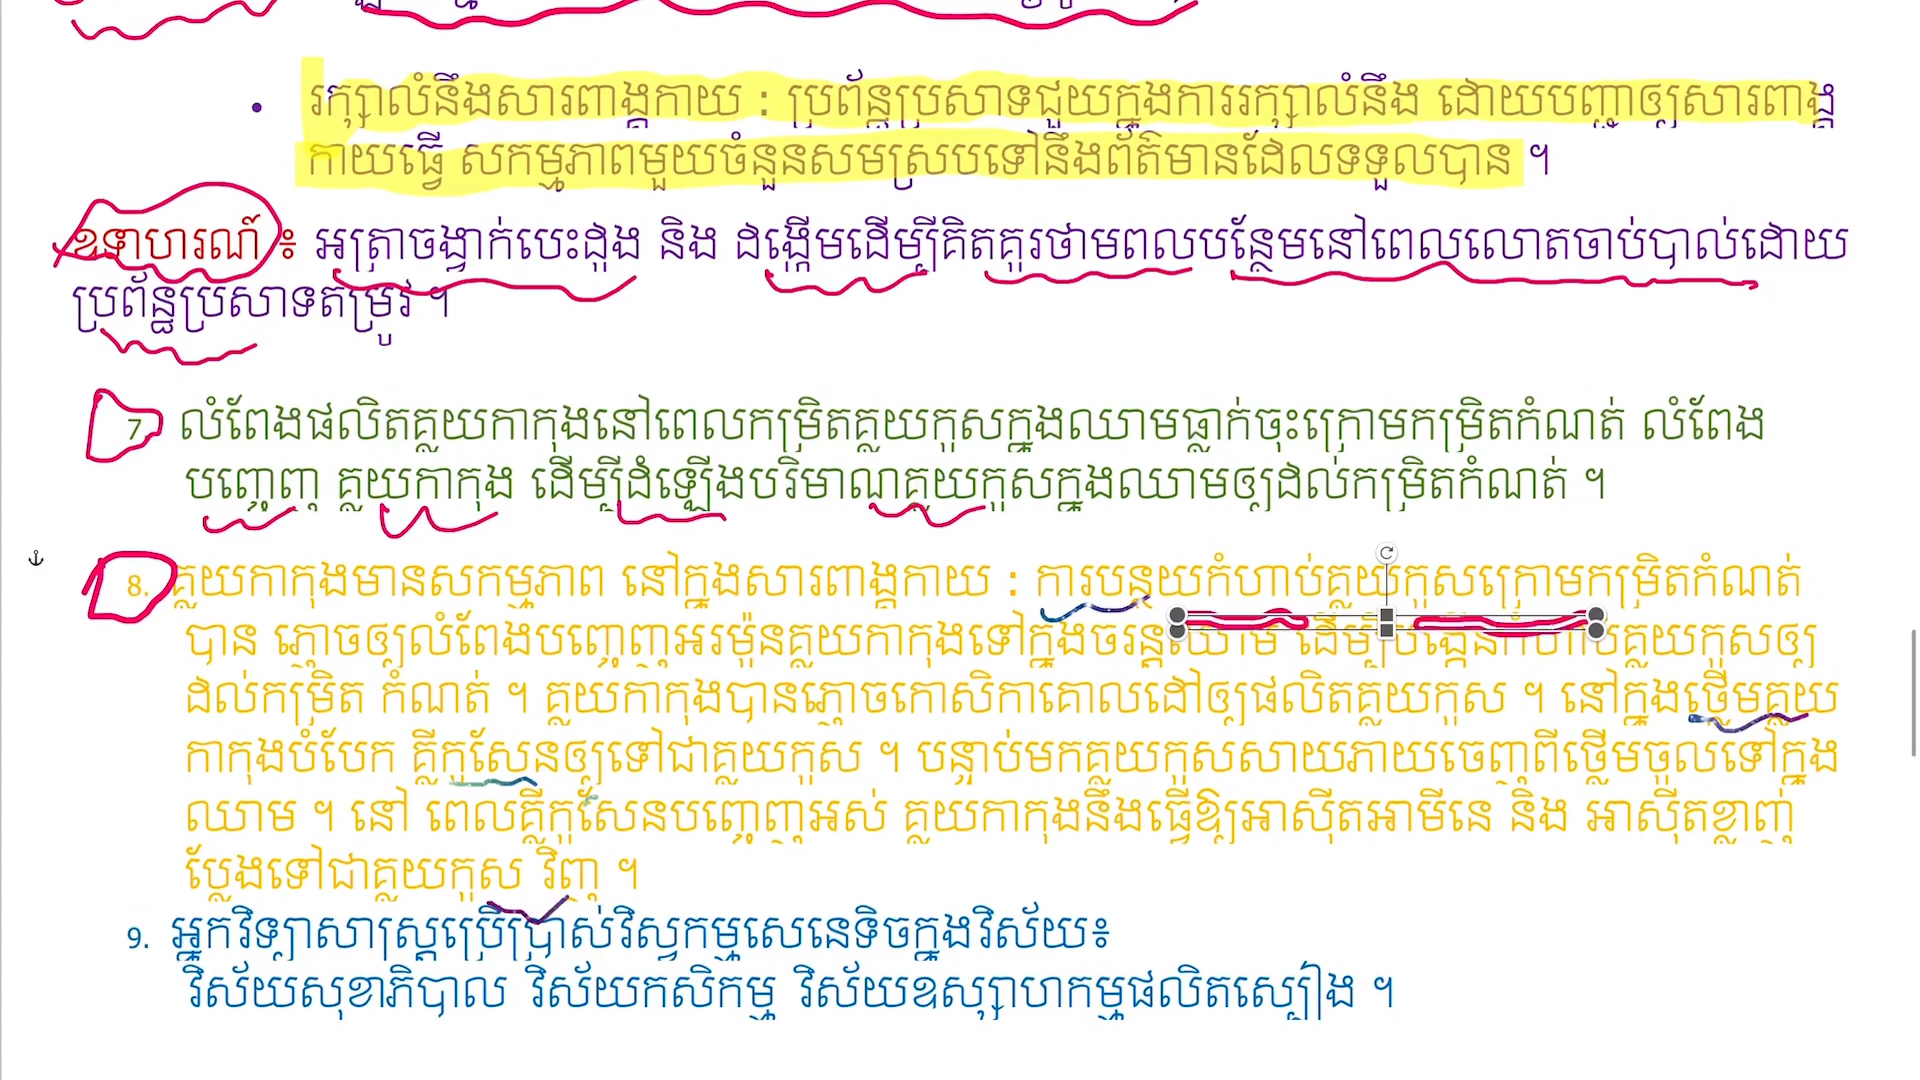 • រក្សាលំនឹងសារពាង្គកាយ : ប្រព័ន្ធប្រសាទជួយក្នុងការរក្សាលំនឹង ដោយបញ្ជាឲ្យសារពាង្គ
កាយធ្វើ សកម្មភាពមួយចំនួនសមស្របទៅនឹងព័ត៌មានដែលទទួលបាន ។
ឧទាហរណ៍ ៖ អត្រាចង្វាក់បេះដូង និង ដង្ហើមដើម្បីគិតគូរថាមពលបន្ថែមនៅពេលលោតចាប់បាល់ដោយ
ប្រព័ន្ធប្រសាទតម្រូវ ។
7. លំពែងផលិតគ្លុយកាកុងនៅពេលកម្រិតគ្លុយកូសក្នុងឈាមធ្លាក់ចុះក្រោមកម្រិតកំណត់ លំពែង
បញ្ចេញ គ្លុយកាកុង ដើម្បីដំឡើងបរិមាណគ្លុយកូសក្នុងឈាមឲ្យដល់កម្រិតកំណត់ ។
8. គ្លុយកាកុងមានសកម្មភាព នៅក្នុងសារពាង្គកាយ : ការបន្ថយកំហាប់គ្លុយកូសក្រោមកម្រិតកំណត់
បាន ភ្ញោចឲ្យលំពែងបញ្ចេញអរម៉ូនគ្លុយកាកុងទៅក្នុងចរន្តឈាម ដើម្បីបង្កើនកំហាប់គ្លុយកូសឲ្យ
ដល់កម្រិត កំណត់ ។ គ្លុយកាកុងបានភ្ញោចកោសិកាគោលដៅឲ្យផលិតគ្លុយកូស ។ នៅក្នុងថ្លើមគ្លុយ
កាកុងបំបែក គ្លីកូសែនឲ្យទៅជាគ្លុយកូស ។ បន្ទាប់មកគ្លុយកូសសាយភាយចេញពីថ្លើមចូលទៅក្នុង
ឈាម ។ នៅ ពេលគ្លីកូសែនបញ្ចេញអស់ គ្លុយកាកុងនឹងធ្វើឱ្យអាស៊ីតអាមីនេ និង អាស៊ីតខ្លាញ់
ប្លែងទៅជាគ្លុយកូស វិញ ។
9. អ្នកវិទ្យាសាស្ត្រប្រើប្រាស់វិស្វកម្មសេនេទិចក្នុងវិស័យ៖
វិស័យសុខាភិបាល វិស័យកសិកម្ម វិស័យឧស្សាហកម្មផលិតស្បៀង ។